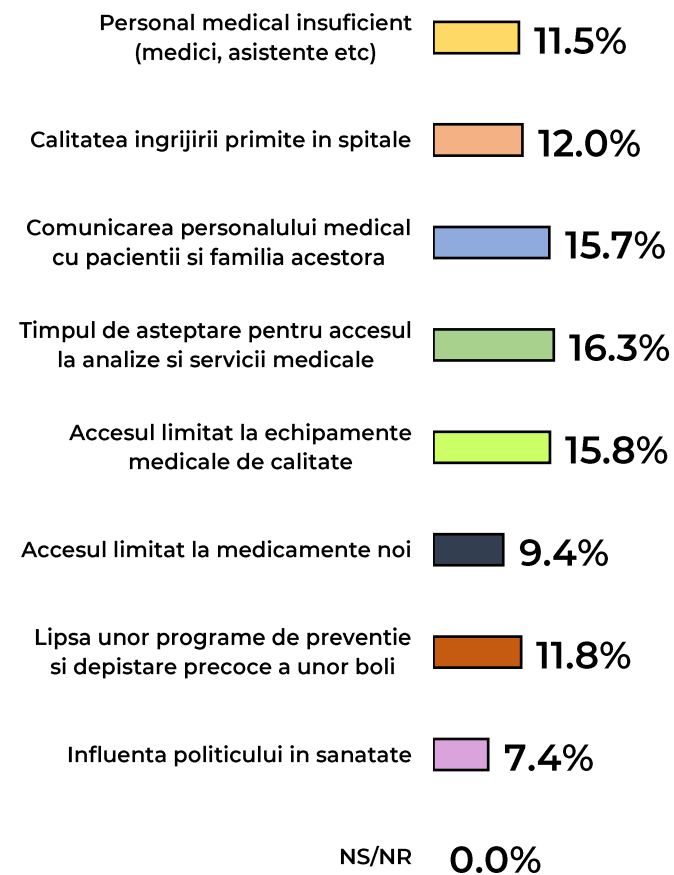 Personal medical insuficient
(medici, asistente etc)
11.5%
Calitatea ingrijirii primite in spitale
12.0%
Comunicarea personalului medical
cu pacientii si familia acestora
15.7%
Timpul de asteptare pentru accesul
la analize si servicii medicale
16.3%
Accesul limitat la echipamente
medicale de calitate
15.8%
Accesul limitat la medicamente noi
9.4%
Lipsa unor programe de preventie
si depistare precoce a unor boli
11.8%
Influenta politicului in sanatate
7.4%
NS/NR
0.0%